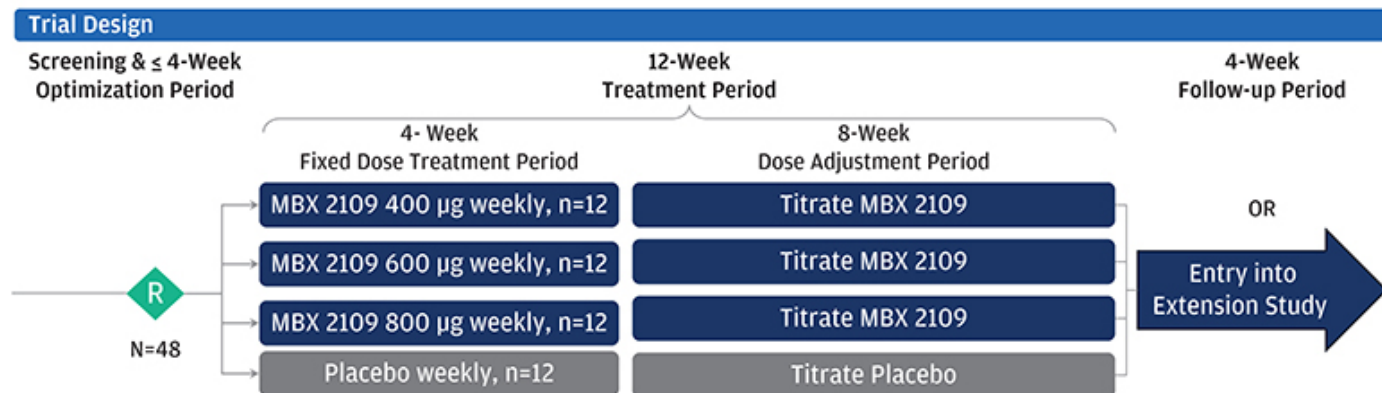 Trial Design
Screening & ≤ 4-Week
Optimization Period
12-Week
Treatment Period
4-Week
Follow-up Period
4- Week
Fixed Dose Treatment Period
8-Week
Dose Adjustment Period
MBX 2109 400 µg weekly, n=12
Titrate MBX 2109
OR
MBX 2109 600 µg weekly, n=12
Titrate MBX 2109
Entry into
Extension Study
R
N=48
MBX 2109 800 µg weekly, n=12
Titrate MBX 2109
Placebo weekly, n=12
Titrate Placebo